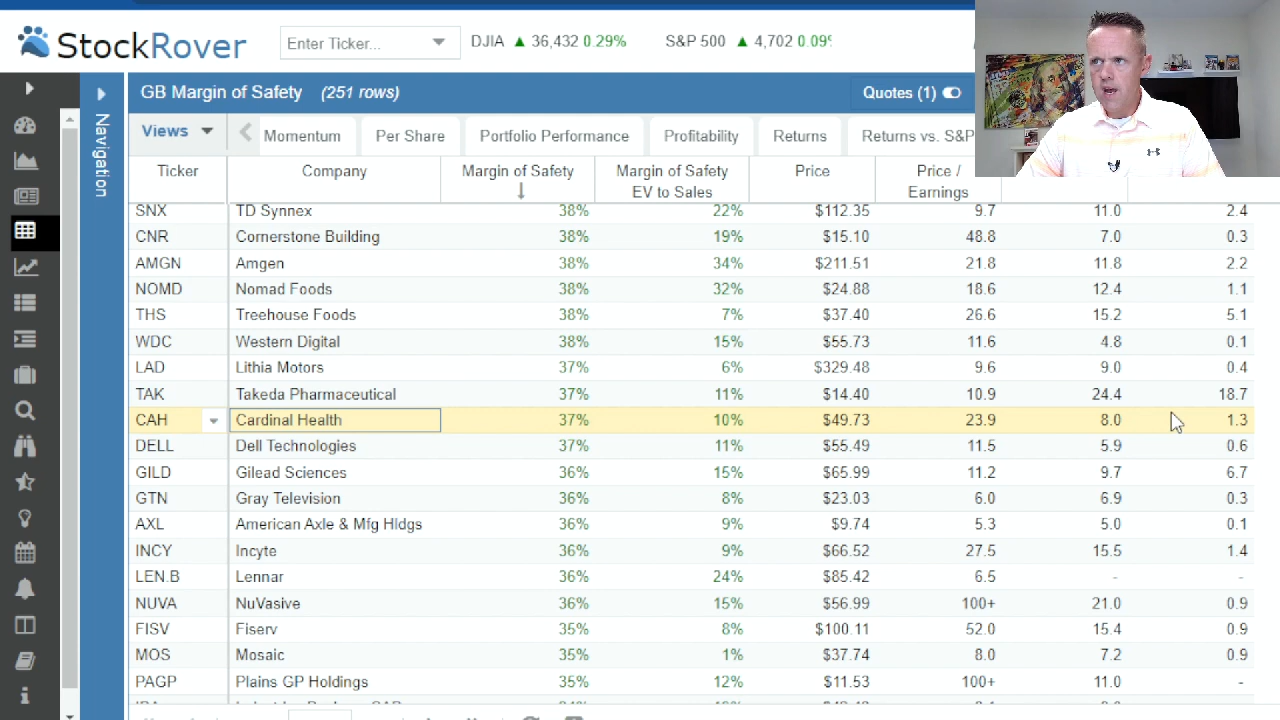 StockRover
Enter Ticker...
DJIA ▲ 36,432 0.29%
S&P 500 ▲ 4,702
Navigation
GB Margin of Safety (251 rows)
Quotes (1)
Views Momentum Per Share Portfolio Performance Profitability Returns Returns vs. S&P
Ticker Company Margin of Safety Margin of Safety EV to Sales Price Price / Earnings
SNX TD Synnex 38% 22% $112.35 9.7 11.0 2.4
CNR Cornerstone Building 38% 19% $15.10 48.8 7.0 0.3
AMGN Amgen 38% 34% $211.51 21.8 11.8 2.2
NOMD Nomad Foods 38% 32% $24.88 18.6 12.4 1.1
THS Treehouse Foods 38% 7% $37.40 26.6 15.2 5.1
WDC Western Digital 38% 15% $55.73 11.6 4.8 0.1
LAD Lithia Motors 37% 6% $329.48 9.6 9.0 0.4
TAK Takeda Pharmaceutical 37% 11% $14.40 10.9 24.4 18.7
CAH Cardinal Health 37% 10% $49.73 23.9 8.0 1.3
DELL Dell Technologies 37% 11% $55.49 11.5 5.9 0.6
GILD Gilead Sciences 36% 15% $65.99 11.2 9.7 6.7
GTN Gray Television 36% 8% $23.03 6.0 6.9 0.3
AXL American Axle & Mfg Hldgs 36% 9% $9.74 5.3 5.0 0.1
INCY Incyte 36% 9% $66.52 27.5 15.5 1.4
LEN.B Lennar 36% 24% $85.42 6.5 - -
NUVA NuVasive 36% 15% $56.99 100+ 21.0 0.9
FISV Fiserv 35% 8% $100.11 52.0 15.4 0.9
MOS Mosaic 35% 1% $37.74 8.0 7.2 0.9
PAGP Plains GP Holdings 35% 12% $11.53 100+ 11.0 -